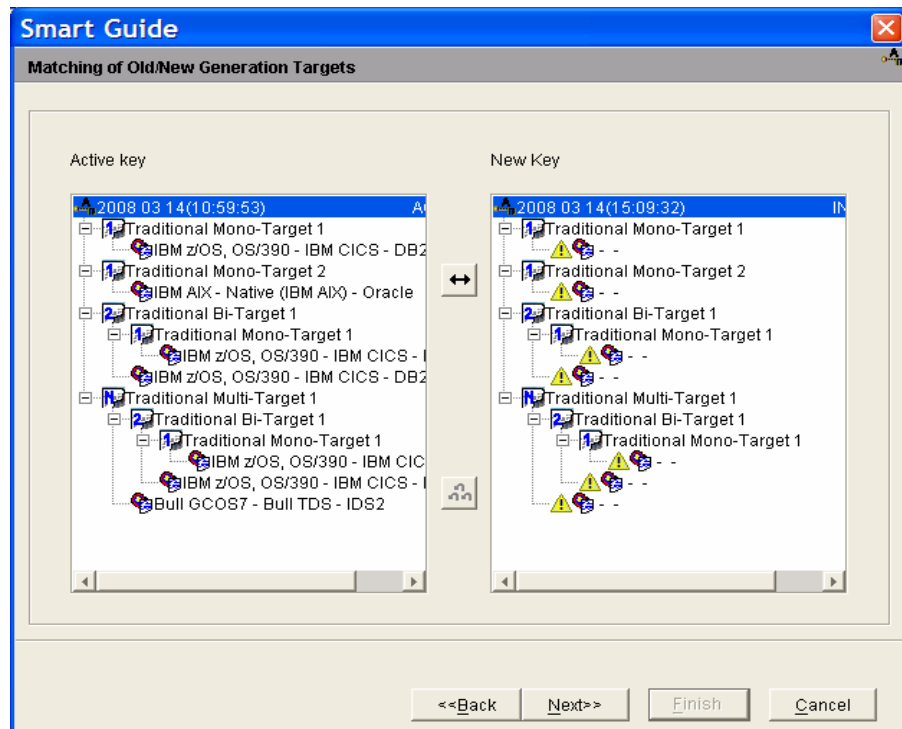 Smart Guide
Matching of Old/New Generation Targets
Active key
2008 03 14(10:59:53)
Traditional Mono-Target 1
IBM z/OS, OS/390 - IBM CICS - DB2
Traditional Mono-Target 2
IBM AIX - Native (IBM AIX) - Oracle
Traditional Bi-Target 1
Traditional Mono-Target 1
IBM z/OS, OS/390 - IBM CICS -
IBM z/OS, OS/390 - IBM CICS - DB2
Traditional Multi-Target 1
Traditional Bi-Target 1
Traditional Mono-Target 1
IBM z/OS, OS/390 - IBM CIC
IBM z/OS, OS/390 - IBM CICS -
Bull GCOS7 - Bull TDS - IDS2
New Key
2008 03 14(15:09:32) IN
Traditional Mono-Target 1
- -
Traditional Mono-Target 2
- -
Traditional Bi-Target 1
Traditional Mono-Target 1
- -
- -
Traditional Multi-Target 1
Traditional Bi-Target 1
Traditional Mono-Target 1
- -
- -
- -
<<Back Next>> Finish Cancel